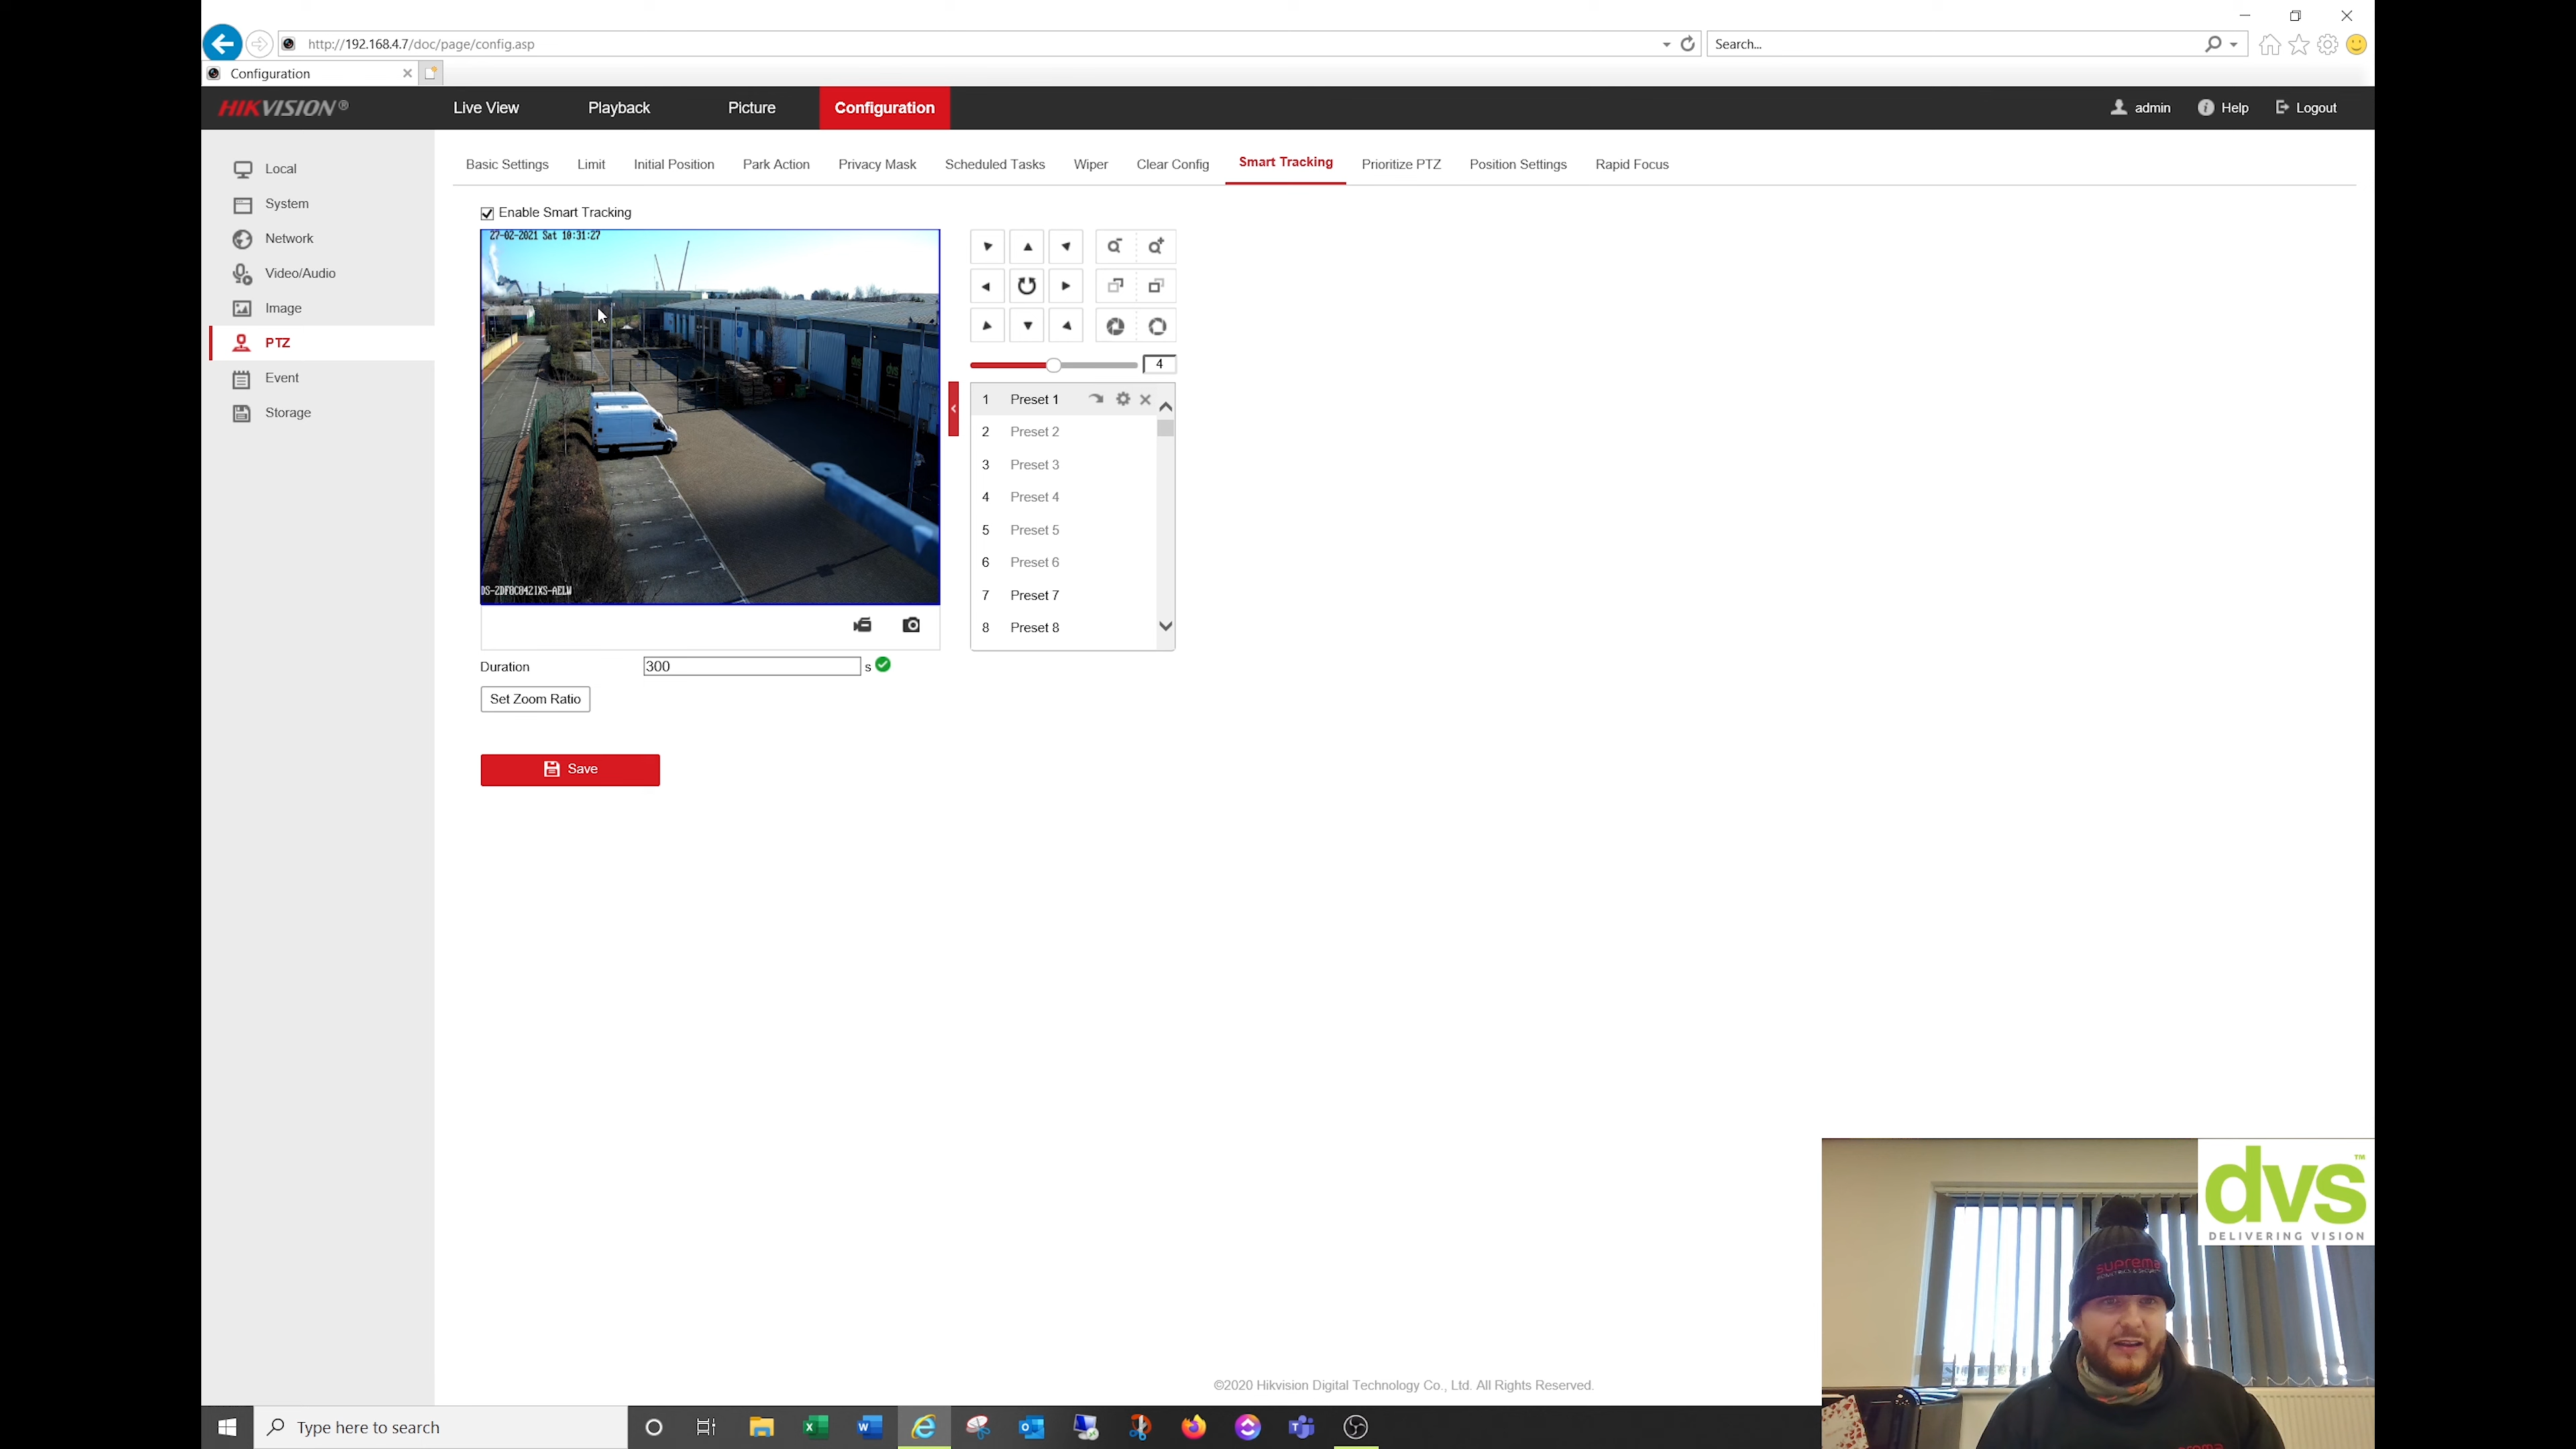 http://192.168.4.7/doc/page/config.asp
Search...
Configuration
HIKVISION®
Live View
Playback
Picture
Configuration
admin
Help
Logout
Local
System
Network
Video/Audio
Image
PTZ
Event
Storage
Basic Settings
Limit
Initial Position
Park Action
Privacy Mask
Scheduled Tasks
Wiper
Clear Config
Smart Tracking
Prioritize PTZ
Position Settings
Rapid Focus
Enable Smart Tracking
27-02-2021 Sat 10:31:27
dvs
dvs
4
1 Preset 1
2 Preset 2
3 Preset 3
4 Preset 4
5 Preset 5
6 Preset 6
7 Preset 7
8 Preset 8
Duration 300 s
Set Zoom Ratio
Save
dvs™
DELIVERING VISION
suprema
©2020 Hikvision Digital Technology Co., Ltd. All Rights Reserved.
Type here to search